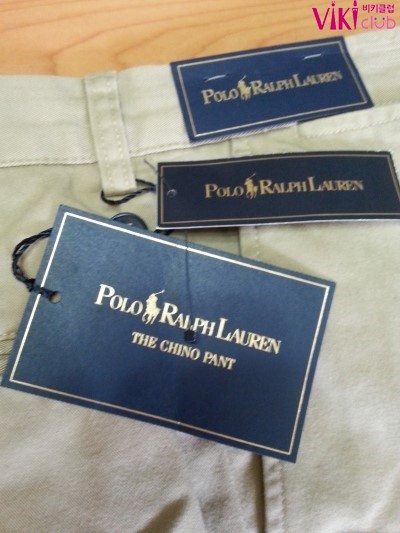 ViKi 비키클럽
club
POLO RALPH LAUREN
POLO RALPH LAUREN
POLO RALPH LAUREN
THE CHINO PANT